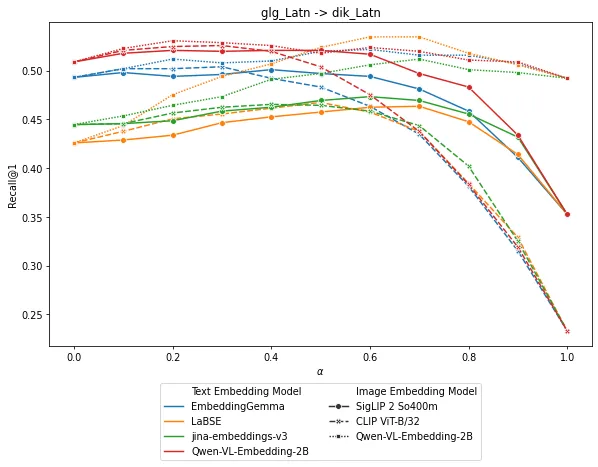 glg_Latn -> dik_Latn
Recall@1
0.50
0.45
0.40
0.35
0.30
0.25
0.0
0.2
0.4
0.6
0.8
1.0
α
Text Embedding Model
EmbeddingGemma
LaBSE
jina-embeddings-v3
Qwen-VL-Embedding-2B
Image Embedding Model
SigLIP 2 So400m
CLIP ViT-B/32
Qwen-VL-Embedding-2B